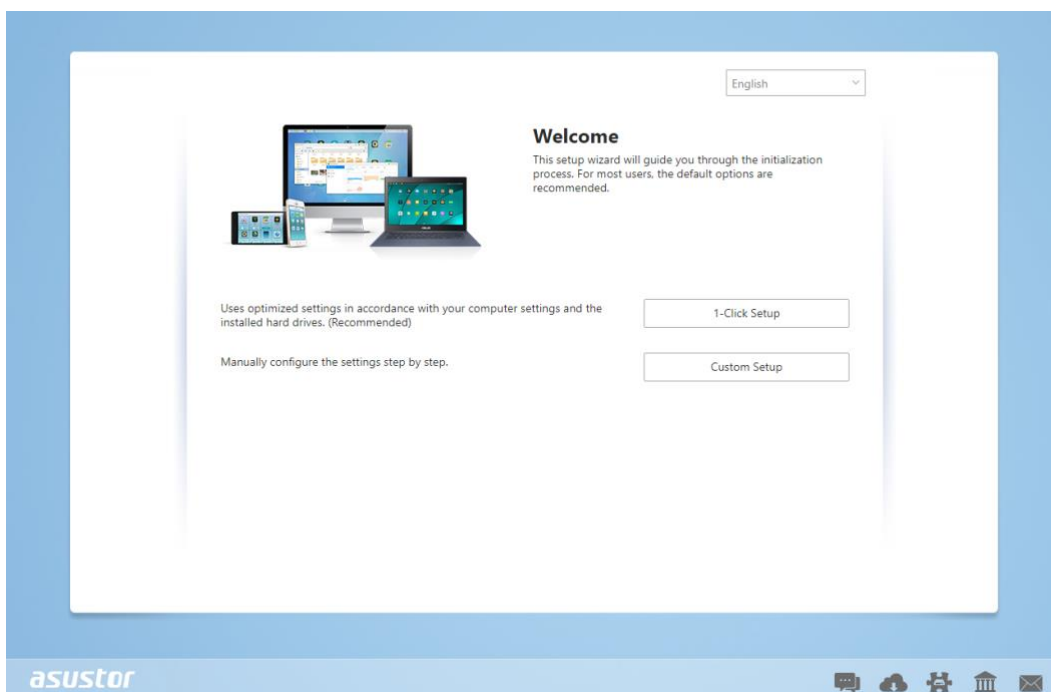 English
Welcome
This setup wizard will guide you through the initialization
process. For most users, the default options are
recommended.
Uses optimized settings in accordance with your computer settings and the
installed hard drives. (Recommended)
1-Click Setup
Manually configure the settings step by step.
Custom Setup
asustor